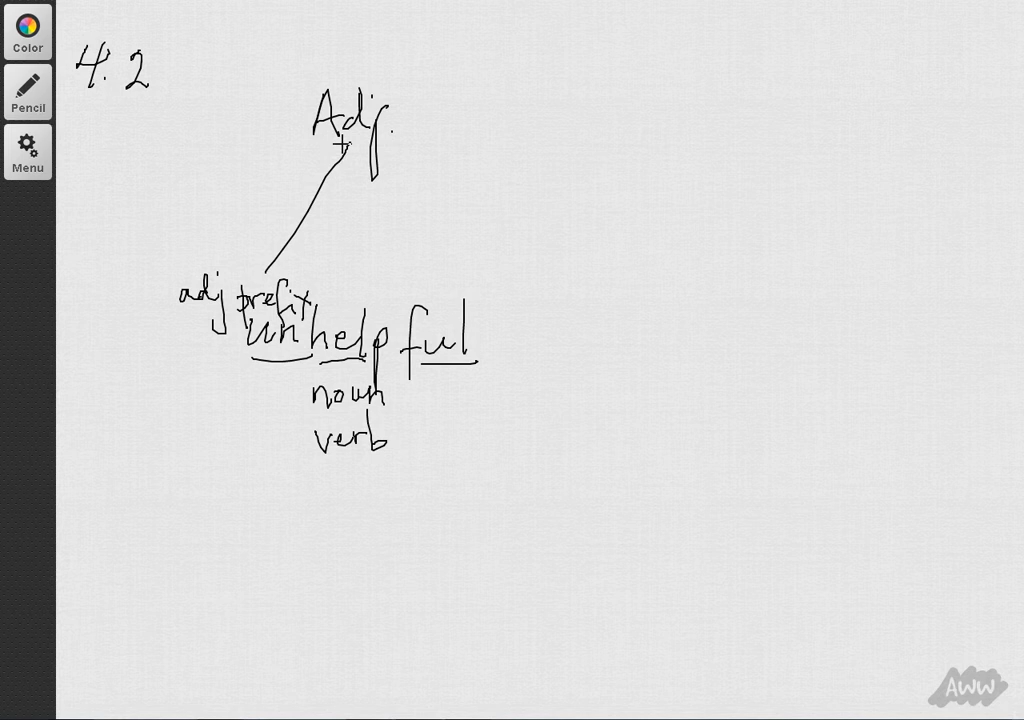 Color
Pencil
Menu
4.2
Adj.
adj prefix
unhelpful
noun
verb
AWW